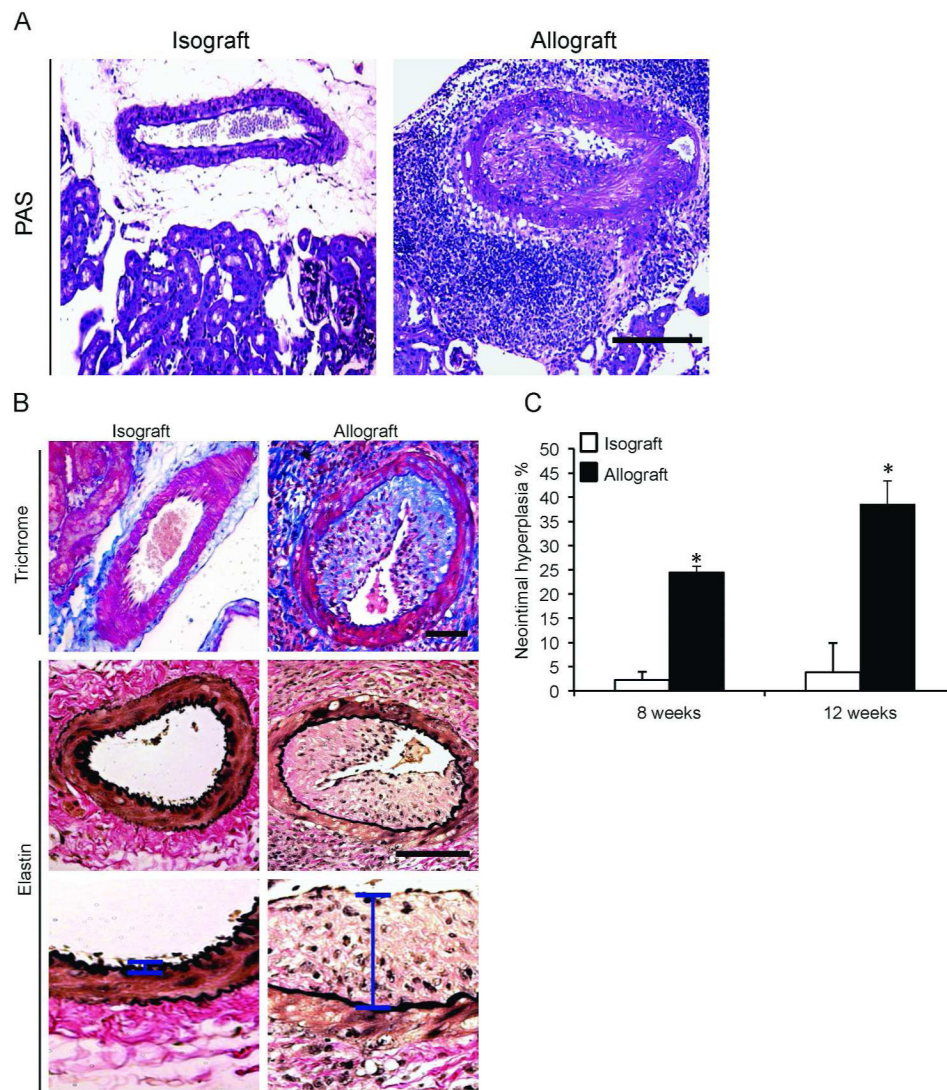 A
Isograft
Allograft
PAS
B
Isograft
Allograft
Trichrome
Elastin
C
Isograft
Allograft
Neointimal hyperplasia %
50
45
40
35
30
25
20
15
10
5
0
*
*
8 weeks
12 weeks